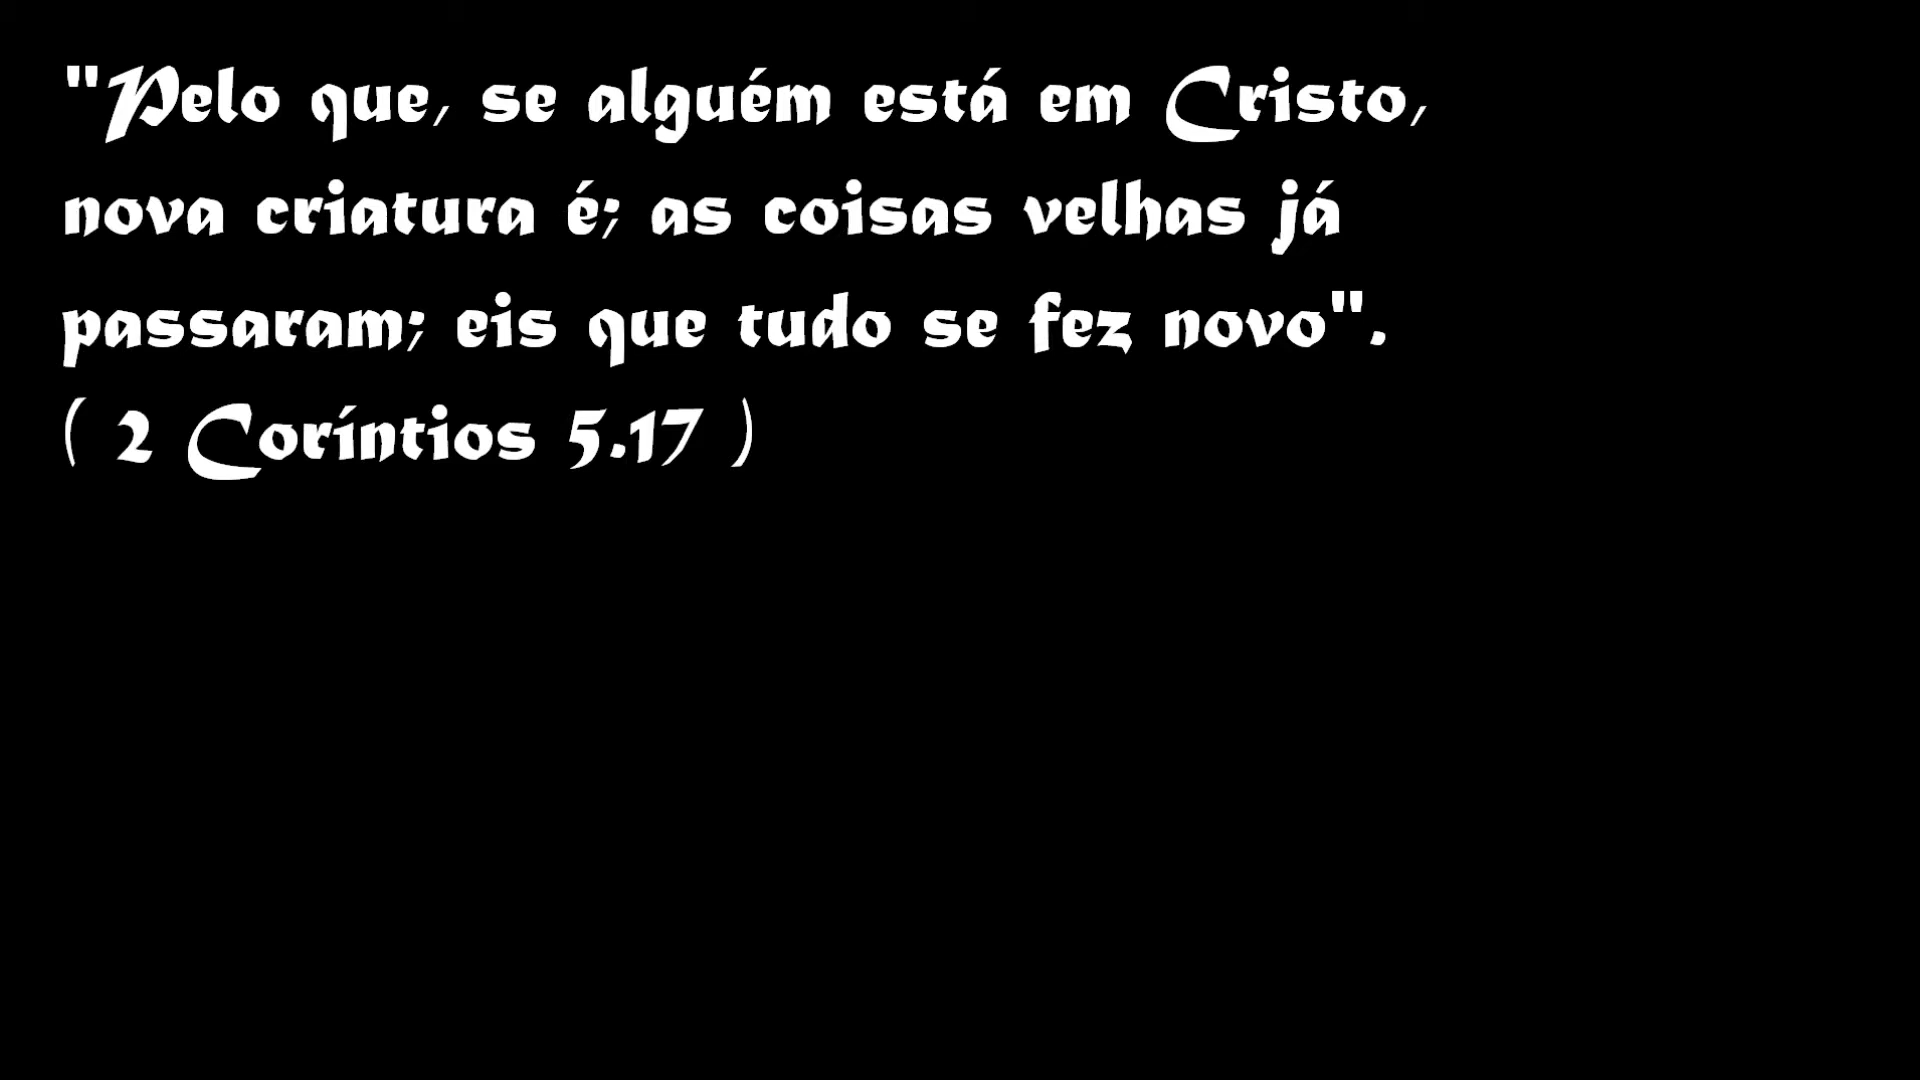 "Pelo que, se alguém está em Cristo,
nova criatura é; as coisas velhas já
passaram; eis que tudo se fez novo".
( 2 Coríntios 5.17 )